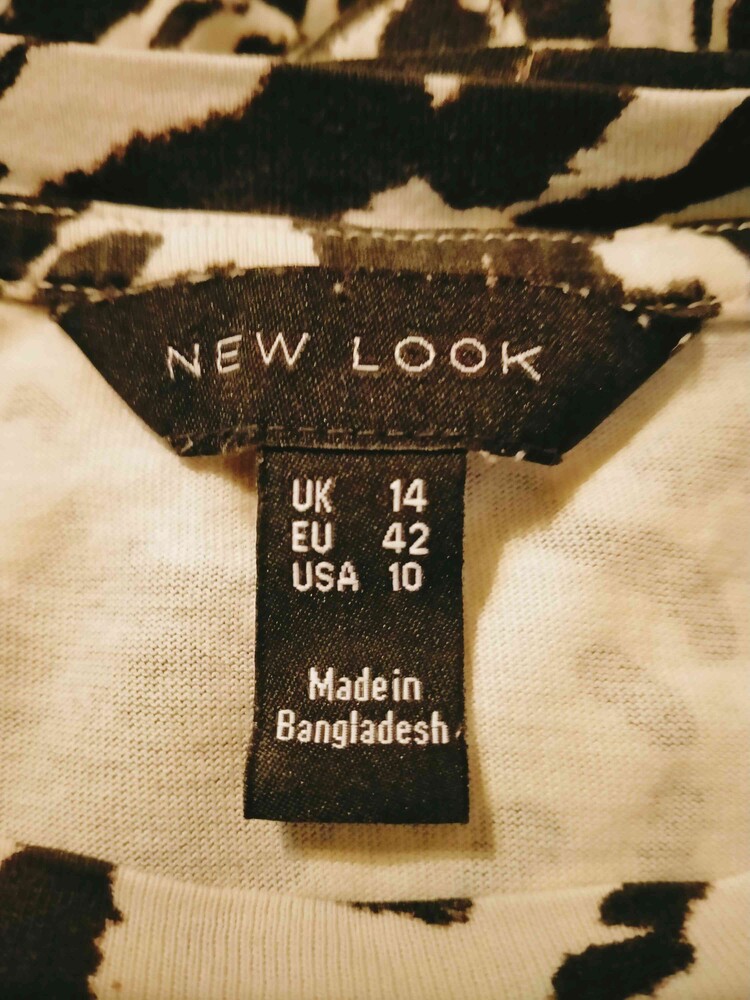 NEW LOOK
UK 14
EU 42
USA 10
Made in
Bangladesh